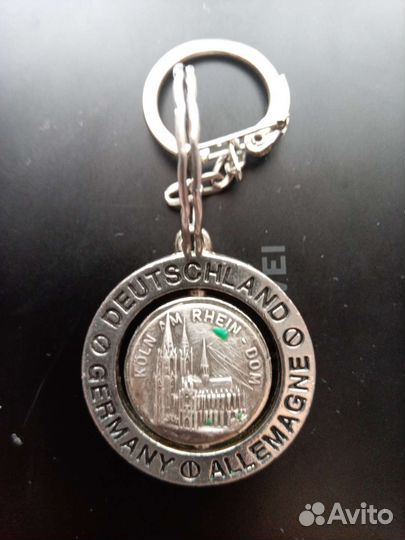 DEUTSCHLAND
ALLEMAGNE
GERMANY
KÖLN AM RHEIN - DOM
Avito